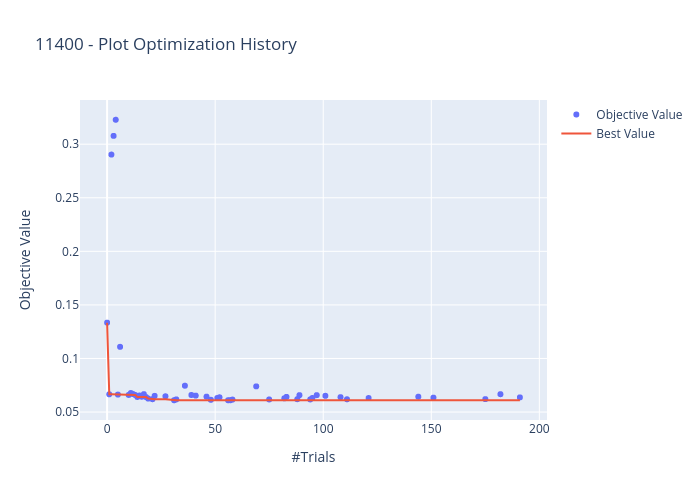 11400 - Plot Optimization History
Objective Value
Best Value
0.3
0.25
0.2
0.15
0.1
0.05
Objective Value
0
50
100
150
200
#Trials